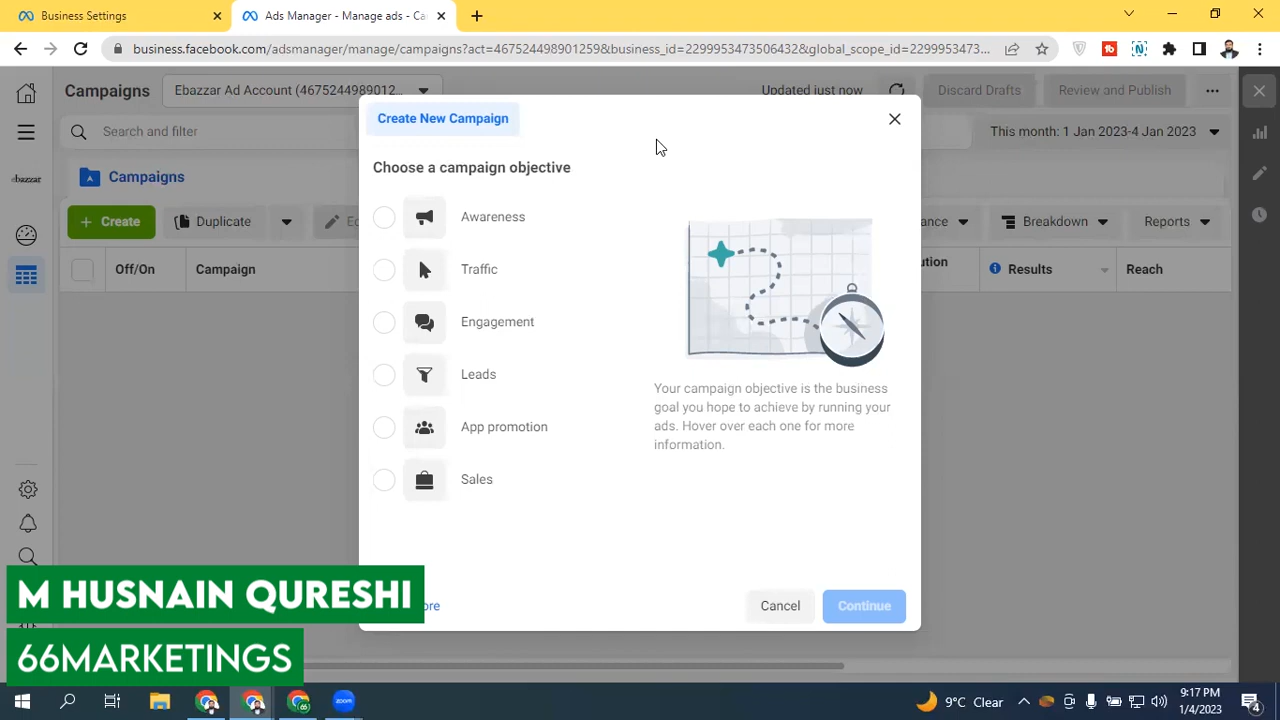 Business Settings
Ads Manager - Manage ads - Ca
business.facebook.com/adsmanager/manage/campaigns?act=467524498901259&business_id=2299953473506432&global_scope_id=2299953473...
Campaigns
Ebazzar Ad Account (4675244989012...
Updated just now
Discard Drafts
Review and Publish
Search and filter
This month: 1 Jan 2023-4 Jan 2023
ebazzar
Campaigns
Create
Duplicate
Breakdown
Reports
Off/On
Campaign
Results
Reach
Create New Campaign
Choose a campaign objective
Awareness
Traffic
Engagement
Leads
App promotion
Sales
Your campaign objective is the business
goal you hope to achieve by running your
ads. Hover over each one for more
information.
Cancel
Continue
M HUSNAIN QURESHI
66MARKETINGS
zoom
9°C Clear
9:17 PM
1/4/2023
4